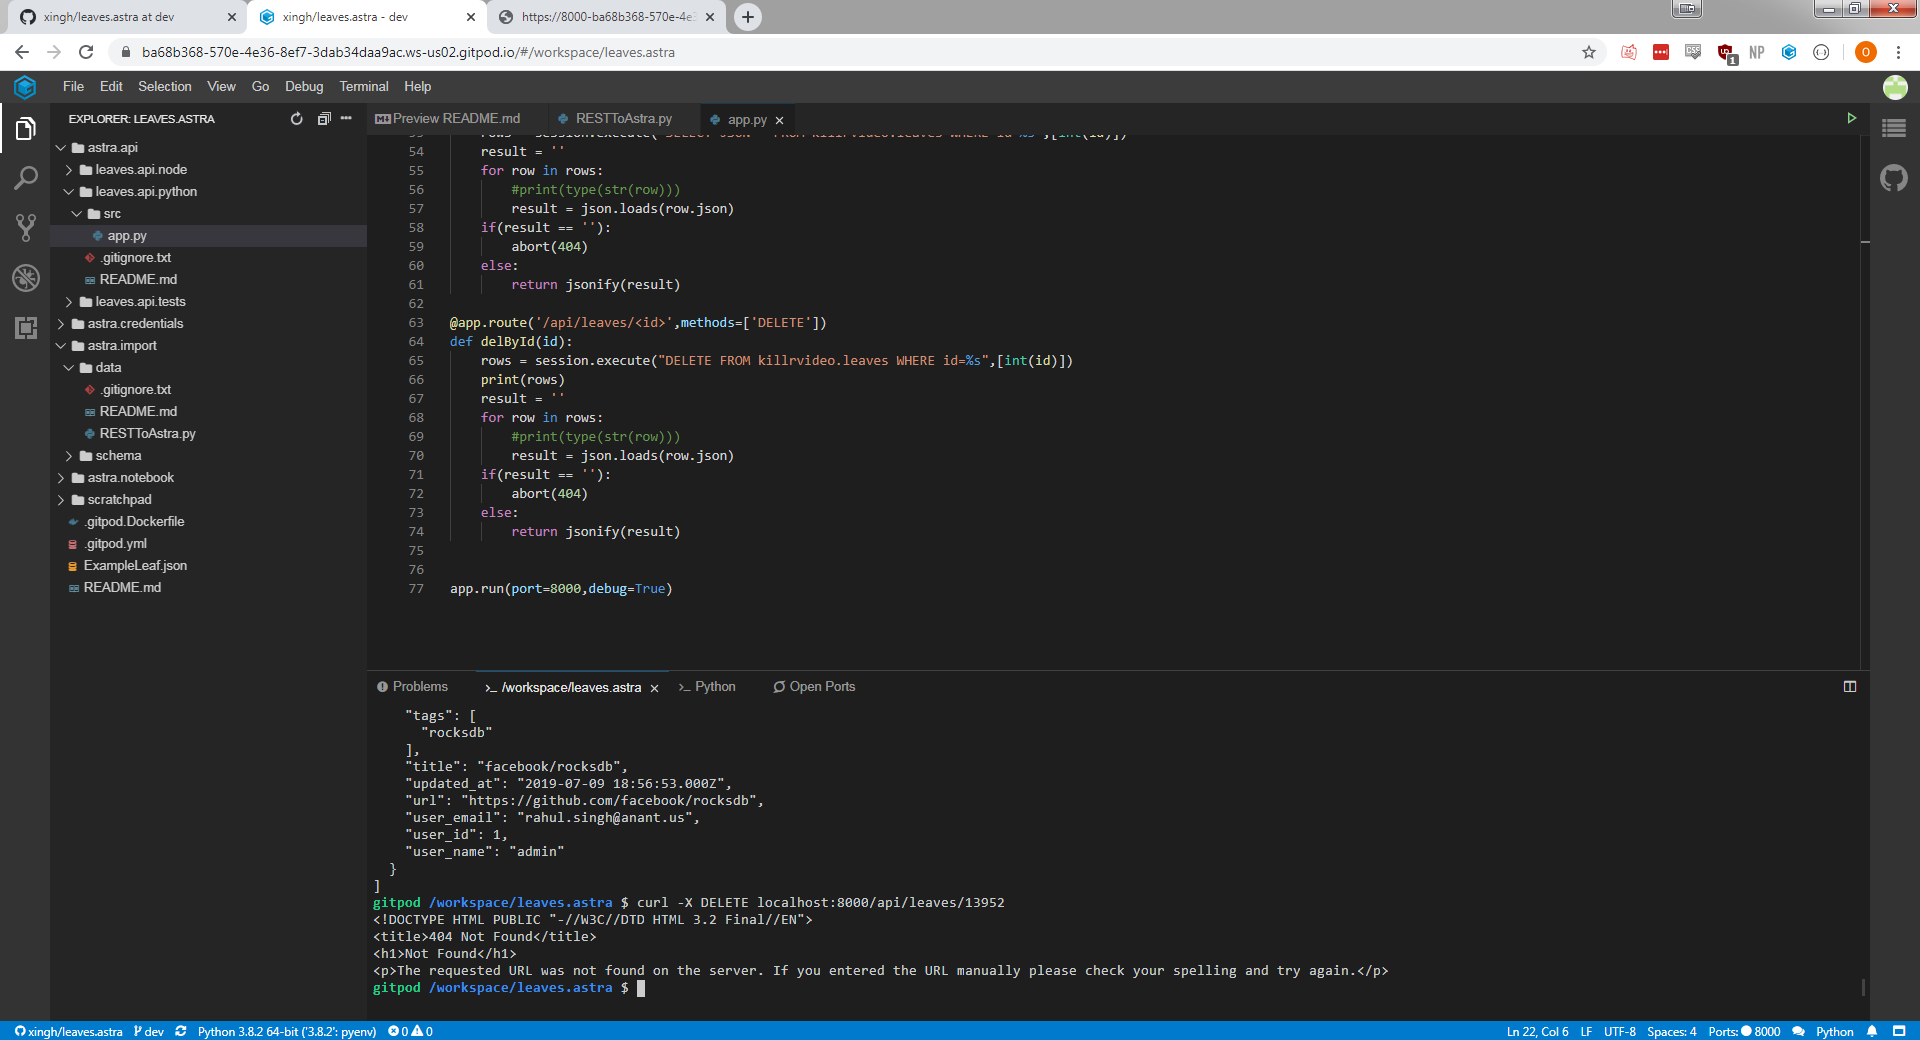 xingh/leaves.astra at dev
xingh/leaves.astra - dev
https://8000-ba68b368-570e-4e3
ba68b368-570e-4e36-8ef7-3dab34daa9ac.ws-us02.gitpod.io/#/workspace/leaves.astra
1
NP
O
File Edit Selection View Go Debug Terminal Help
EXPLORER: LEAVES.ASTRA
astra.api
leaves.api.node
leaves.api.python
src
app.py
.gitignore.txt
README.md
leaves.api.tests
astra.credentials
astra.import
data
.gitignore.txt
README.md
RESTToAstra.py
schema
astra.notebook
scratchpad
.gitpod.Dockerfile
.gitpod.yml
ExampleLeaf.json
README.md
Preview README.md
RESTToAstra.py
app.py
54 result = ''
55 for row in rows:
56 #print(type(str(row)))
57 result = json.loads(row.json)
58 if(result == ''):
59 abort(404)
60 else:
61 return jsonify(result)
62
63 @app.route('/api/leaves/<id>',methods=['DELETE'])
64 def delById(id):
65 rows = session.execute("DELETE FROM killrvideo.leaves WHERE id=%s",[int(id)])
66 print(rows)
67 result = ''
68 for row in rows:
69 #print(type(str(row)))
70 result = json.loads(row.json)
71 if(result == ''):
72 abort(404)
73 else:
74 return jsonify(result)
75
76
77 app.run(port=8000,debug=True)
Problems
>_ /workspace/leaves.astra
>_ Python
Open Ports
"tags": [
"rocksdb"
],
"title": "facebook/rocksdb",
"updated_at": "2019-07-09 18:56:53.000Z",
"url": "https://github.com/facebook/rocksdb",
"user_email": "rahul.singh@anant.us",
"user_id": 1,
"user_name": "admin"
}
]
gitpod /workspace/leaves.astra $ curl -X DELETE localhost:8000/api/leaves/13952
<!DOCTYPE HTML PUBLIC "-//W3C//DTD HTML 3.2 Final//EN">
<title>404 Not Found</title>
<h1>Not Found</h1>
<p>The requested URL was not found on the server. If you entered the URL manually please check your spelling and try again.</p>
gitpod /workspace/leaves.astra $
xingh/leaves.astra dev Python 3.8.2 64-bit ('3.8.2': pyenv) 0 0 Ln 22, Col 6 LF UTF-8 Spaces: 4 Ports: 8000 Python